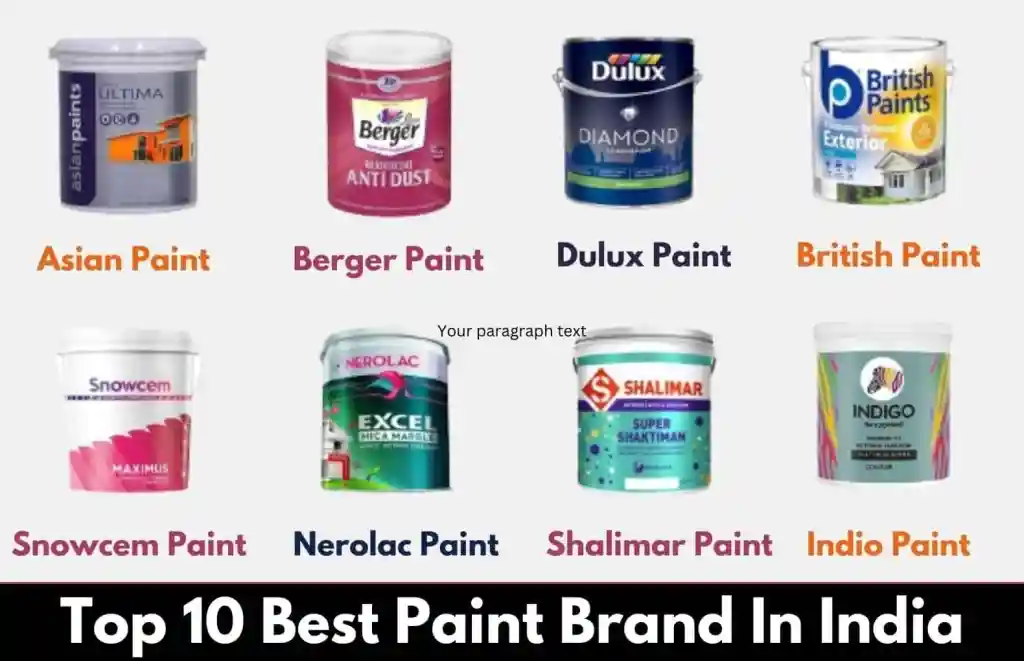 asianpaints
ULTIMA
Berger
ANTI DUST
Dulux
DIAMOND
British
Paints
Exterior
Asian Paint
Berger Paint
Dulux Paint
British Paint
Your paragraph text
Snowcem
MAXIMUS
NEROLAC
EXCEL
MICA MARBLE
SHALIMAR
SUPER
SHAKTIMAN
INDIGO
Snowcem Paint
Nerolac Paint
Shalimar Paint
Indio Paint
Top 10 Best Paint Brand In India